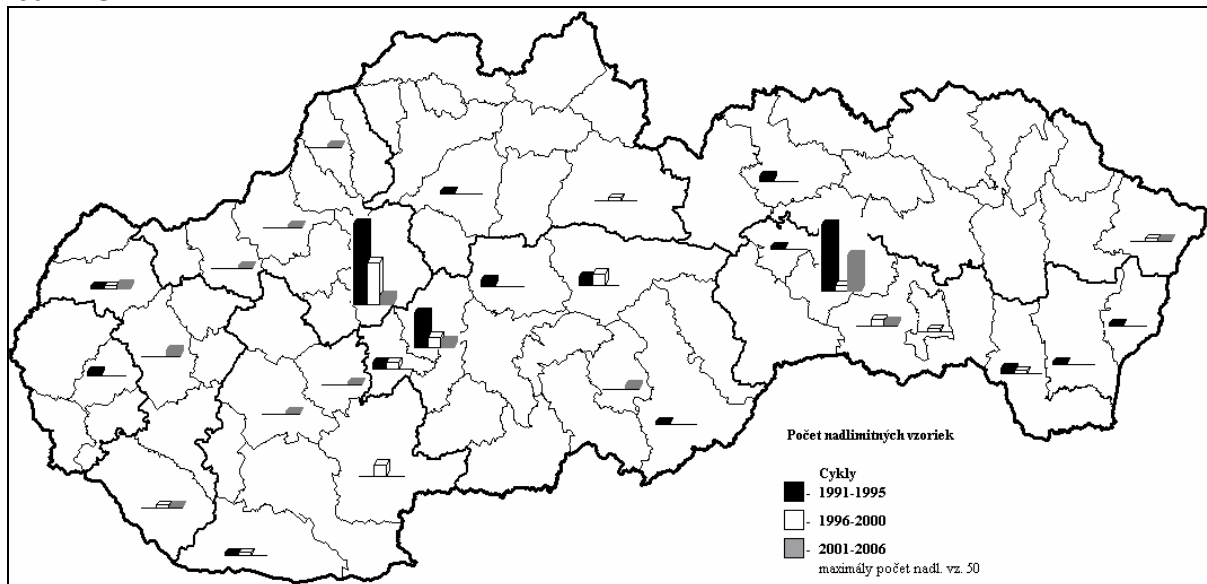 Počet nadlimitných vzoriek
Cykly
- 1991-1995
- 1996-2000
- 2001-2006
maximály počet nadl. vz. 50